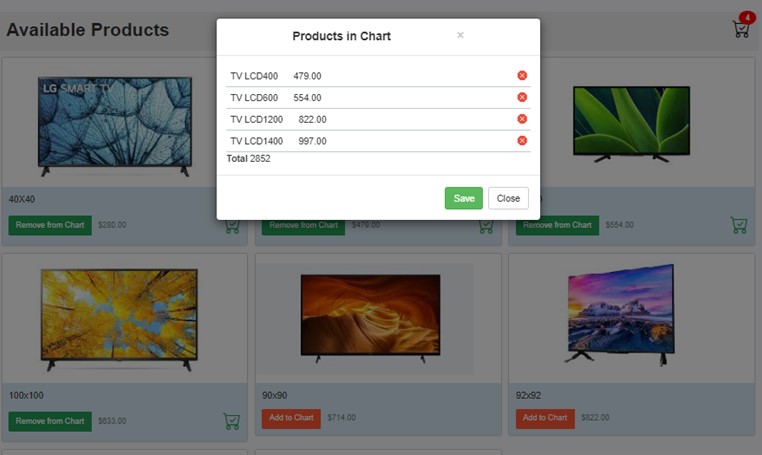 Available Products
4
Products in Chart ×
TV LCD400 479.00
TV LCD600 554.00
TV LCD1200 822.00
TV LCD1400 997.00
Total 2852
Save Close
LG SMART TV
40X40
Remove from Chart $280.00
Remove from Chart $479.00
Remove from Chart $554.00
100x100
Remove from Chart $633.00
90x90
Add to Chart $714.00
92x92
Add to Chart $822.00